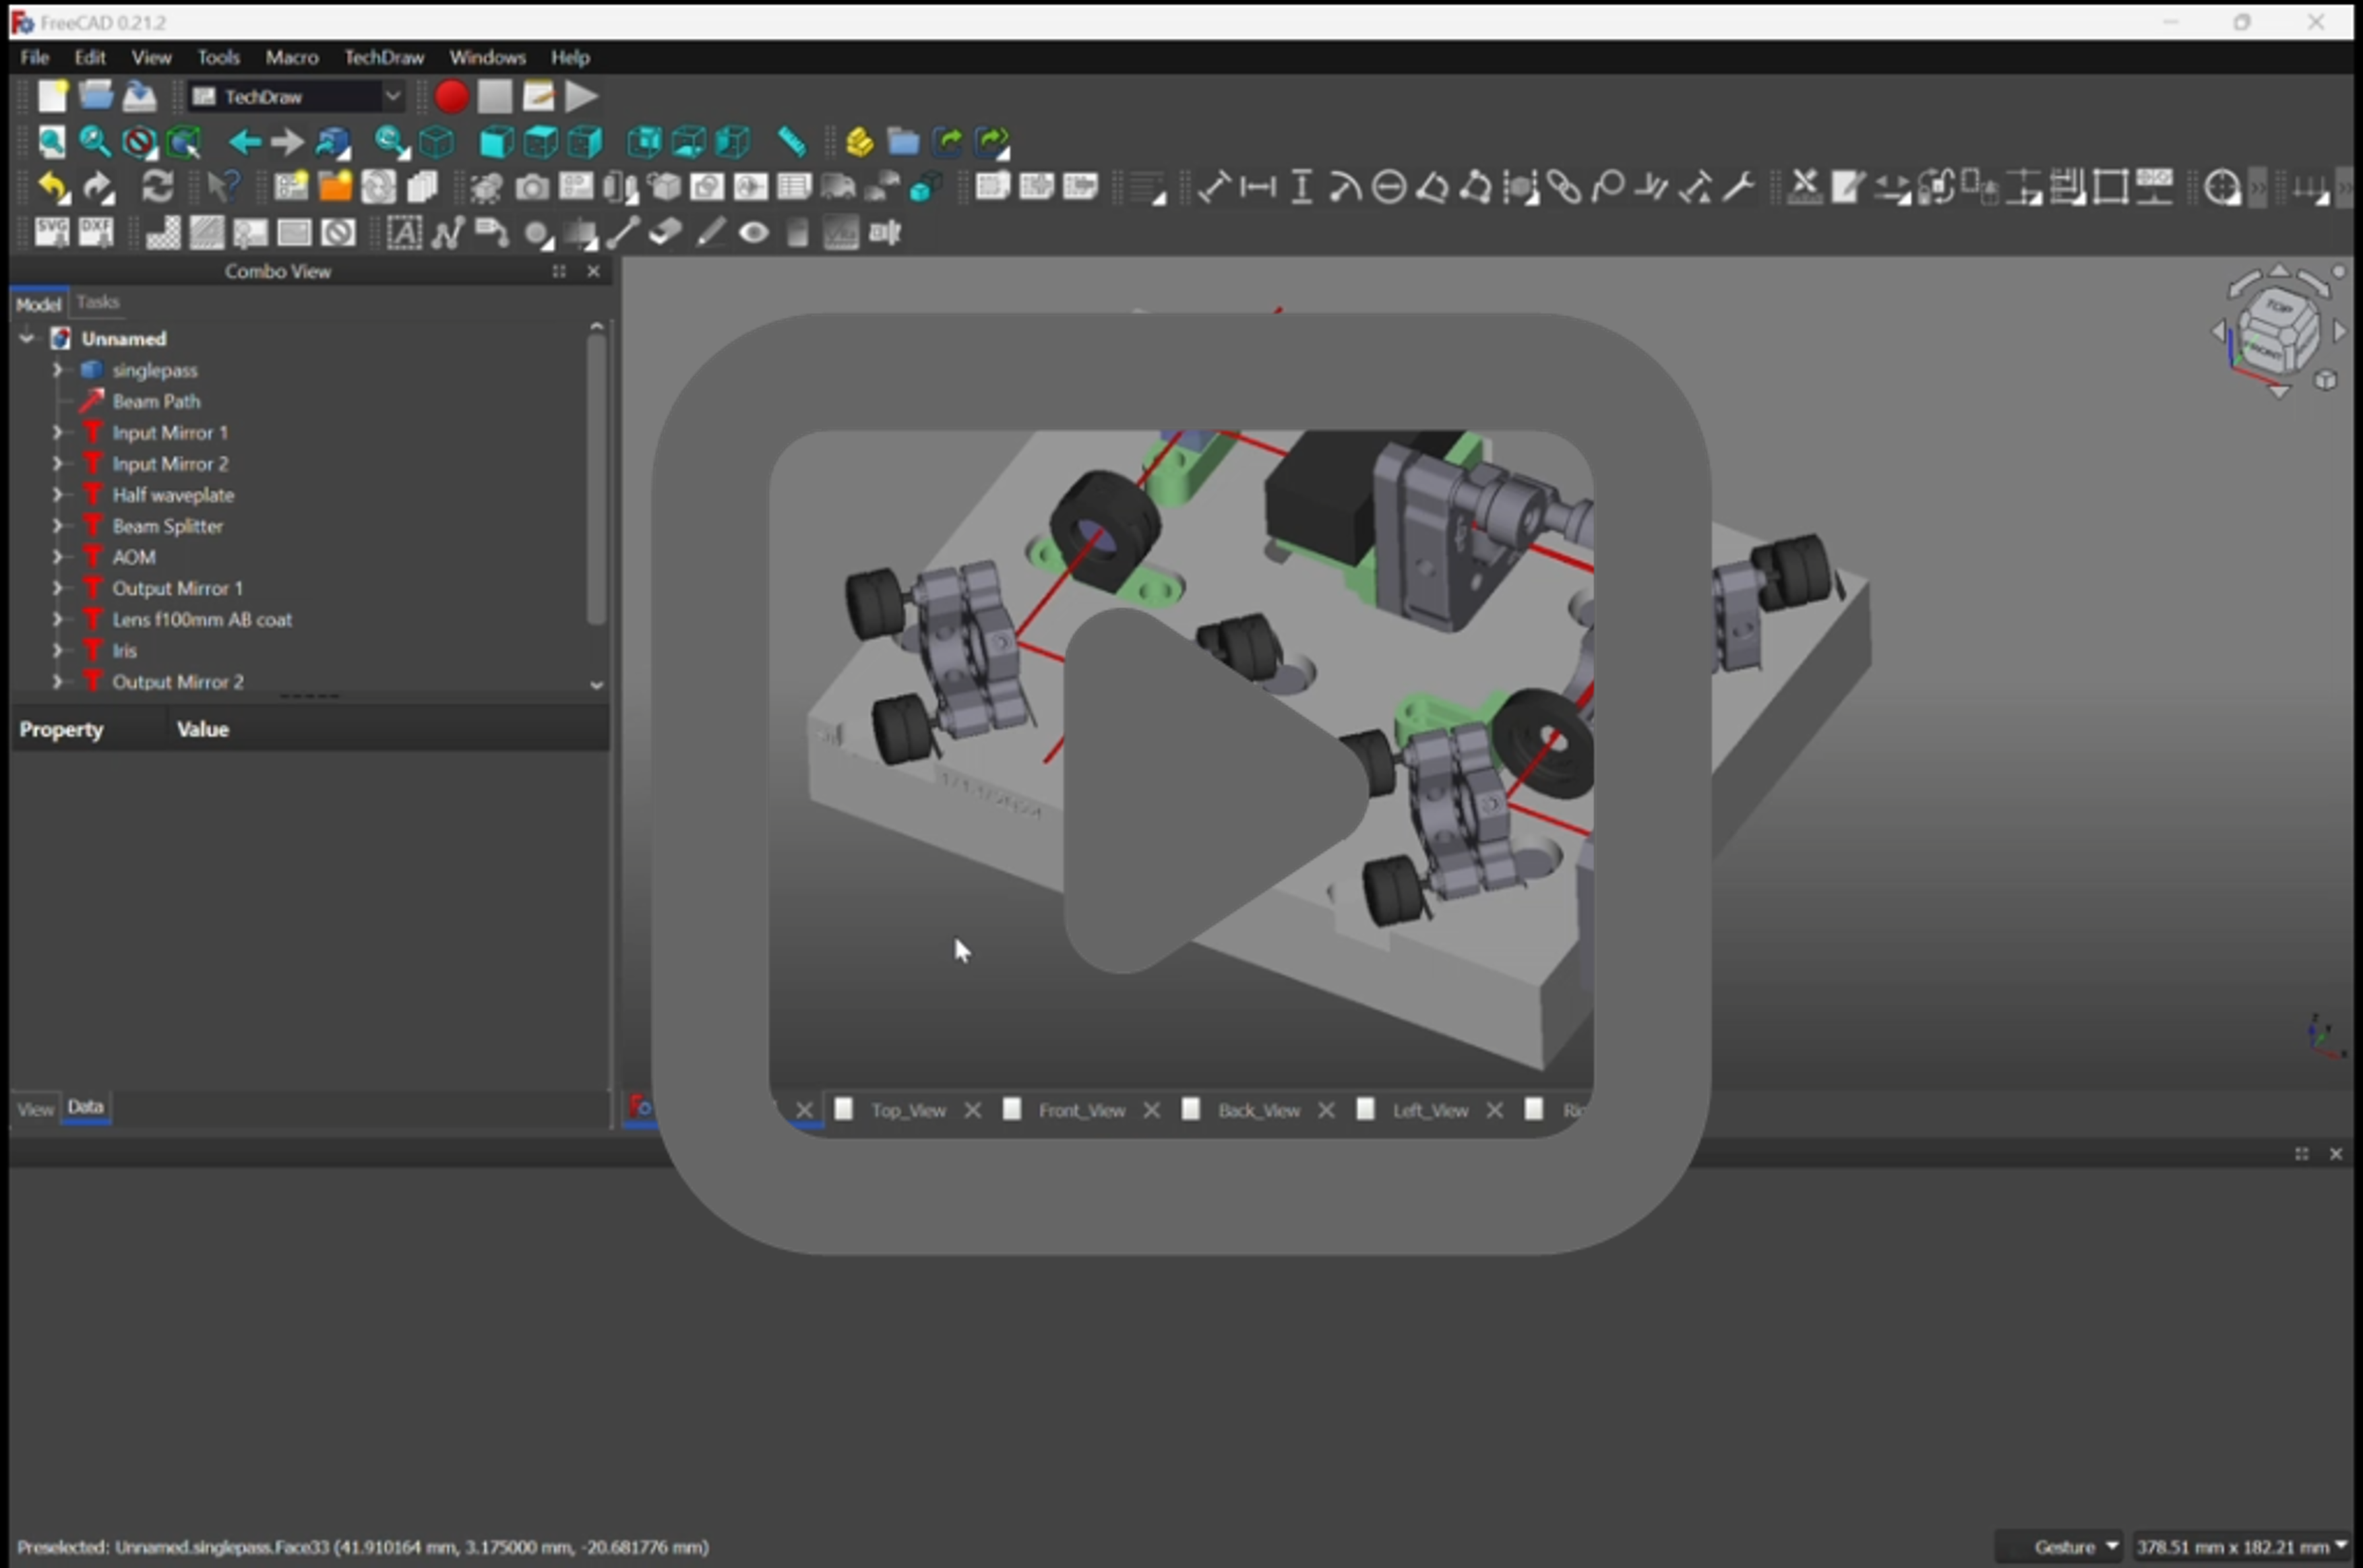 FreeCAD 0.21.2
File Edit View Tools Macro TechDraw Windows Help
TechDraw
SVG DXF
Combo View
Model Tasks
Unnamed
singlepass
Beam Path
Input Mirror 1
Input Mirror 2
Half waveplate
Beam Splitter
AOM
Output Mirror 1
Lens f100mm AB coat
Iris
Output Mirror 2
Property Value
View Data
TOP
FRONT
Z
Y
X
Top_View Front_View Back_View Left_View
Preselected: Unnamed.singlepass.Face33 (41.910164 mm, 3.175000 mm, -20.681776 mm)
Gesture 378.51 mm x 182.21 mm